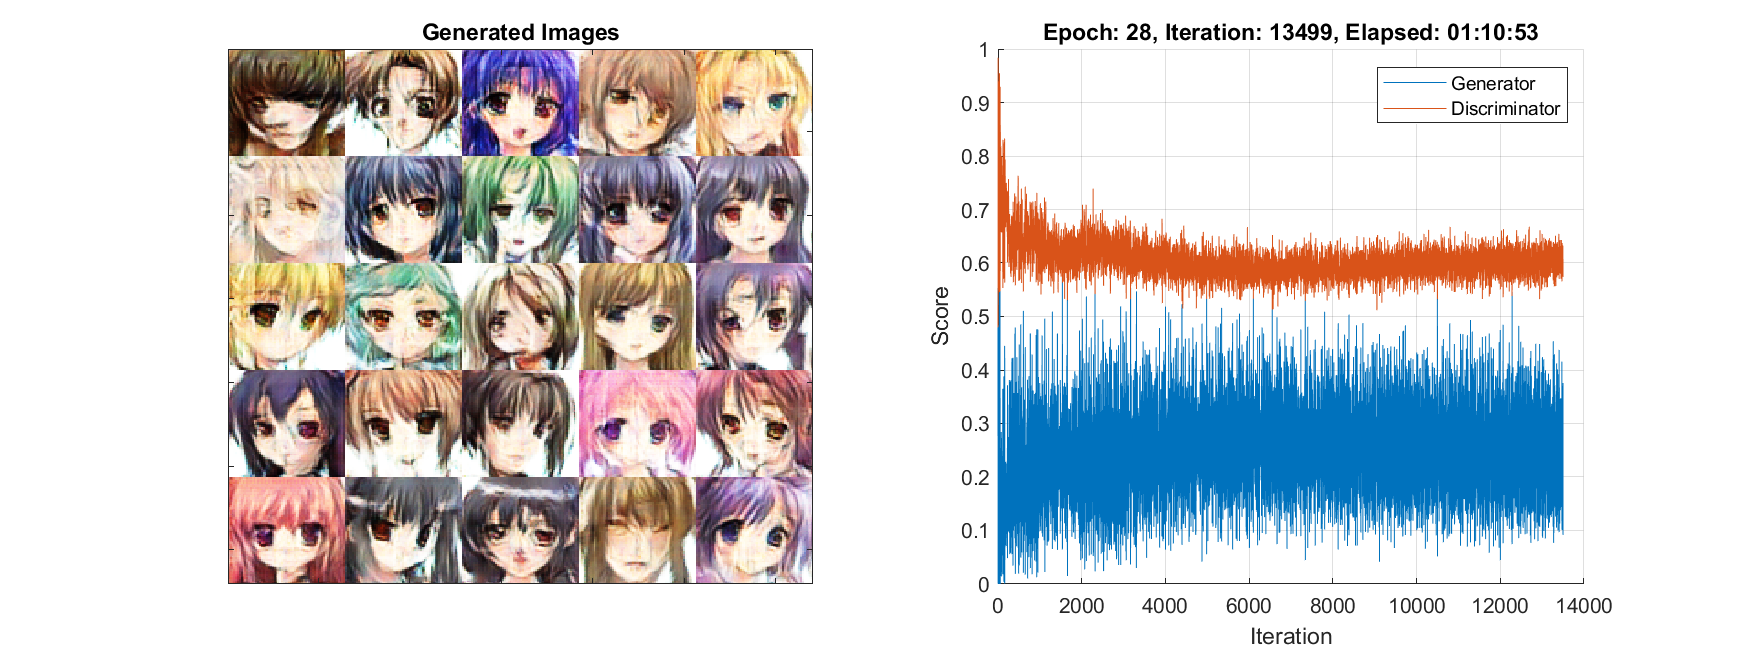 Generated Images
Epoch: 28, Iteration: 13499, Elapsed: 01:10:53
Generator
Discriminator
1
0.9
0.8
0.7
0.6
0.5
0.4
0.3
0.2
0.1
0
Score
0 2000 4000 6000 8000 10000 12000 14000
Iteration